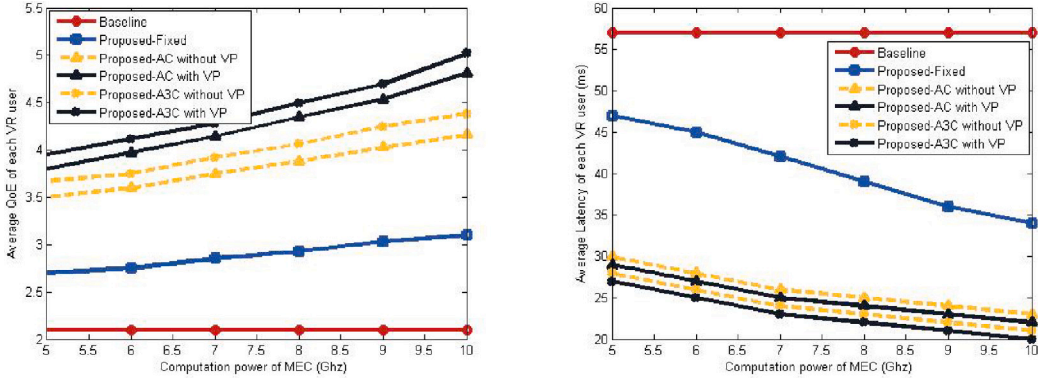 Baseline
Proposed-Fixed
Proposed-AC without VP
Proposed-AC with VP
Proposed-A3C without VP
Proposed-A3C with VP
5.5
5
4.5
4
3.5
3
2.5
2
Average QoE of each VR user
5 5.5 6 6.5 7 7.5 8 8.5 9 9.5 10
Computation power of MEC (Ghz)
60
55
50
45
40
35
30
25
20
Average Latency of each VR user (ms)
Baseline
Proposed-Fixed
Proposed-AC without VP
Proposed-AC with VP
Proposed-A3C without VP
Proposed-A3C with VP
5 5.5 6 6.5 7 7.5 8 8.5 9 9.5 10
Computation power of MEC (Ghz)